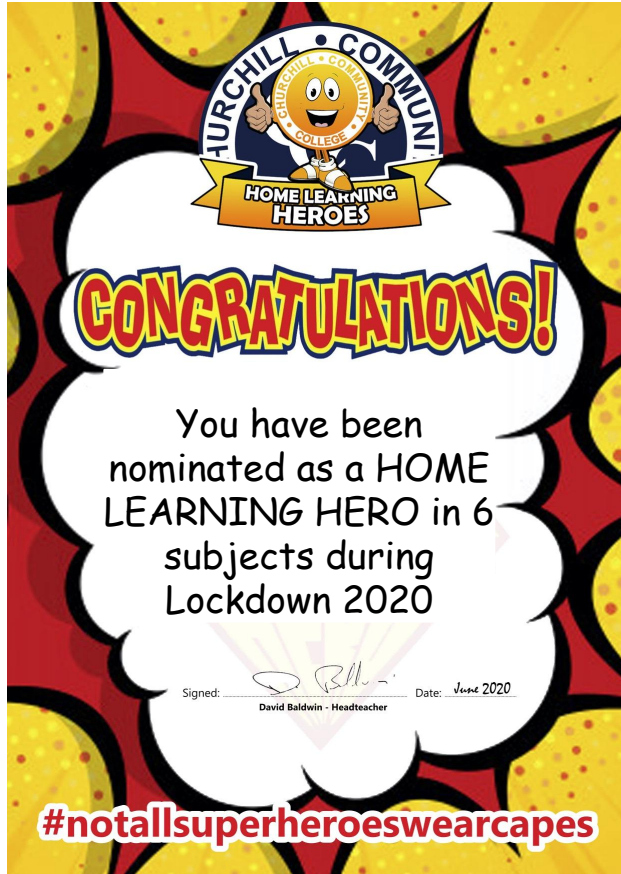 CHURCHILL • COMMUNI
CHURCHILL • COMMUNITY
COLLEGE
HOME LEARNING
HEROES
CONGRATULATIONS!
You have been
nominated as a HOME
LEARNING HERO in 6
subjects during
Lockdown 2020
Signed: D. Baldwin Date: June 2020
David Baldwin - Headteacher
#notallsuperheroeswearcapes